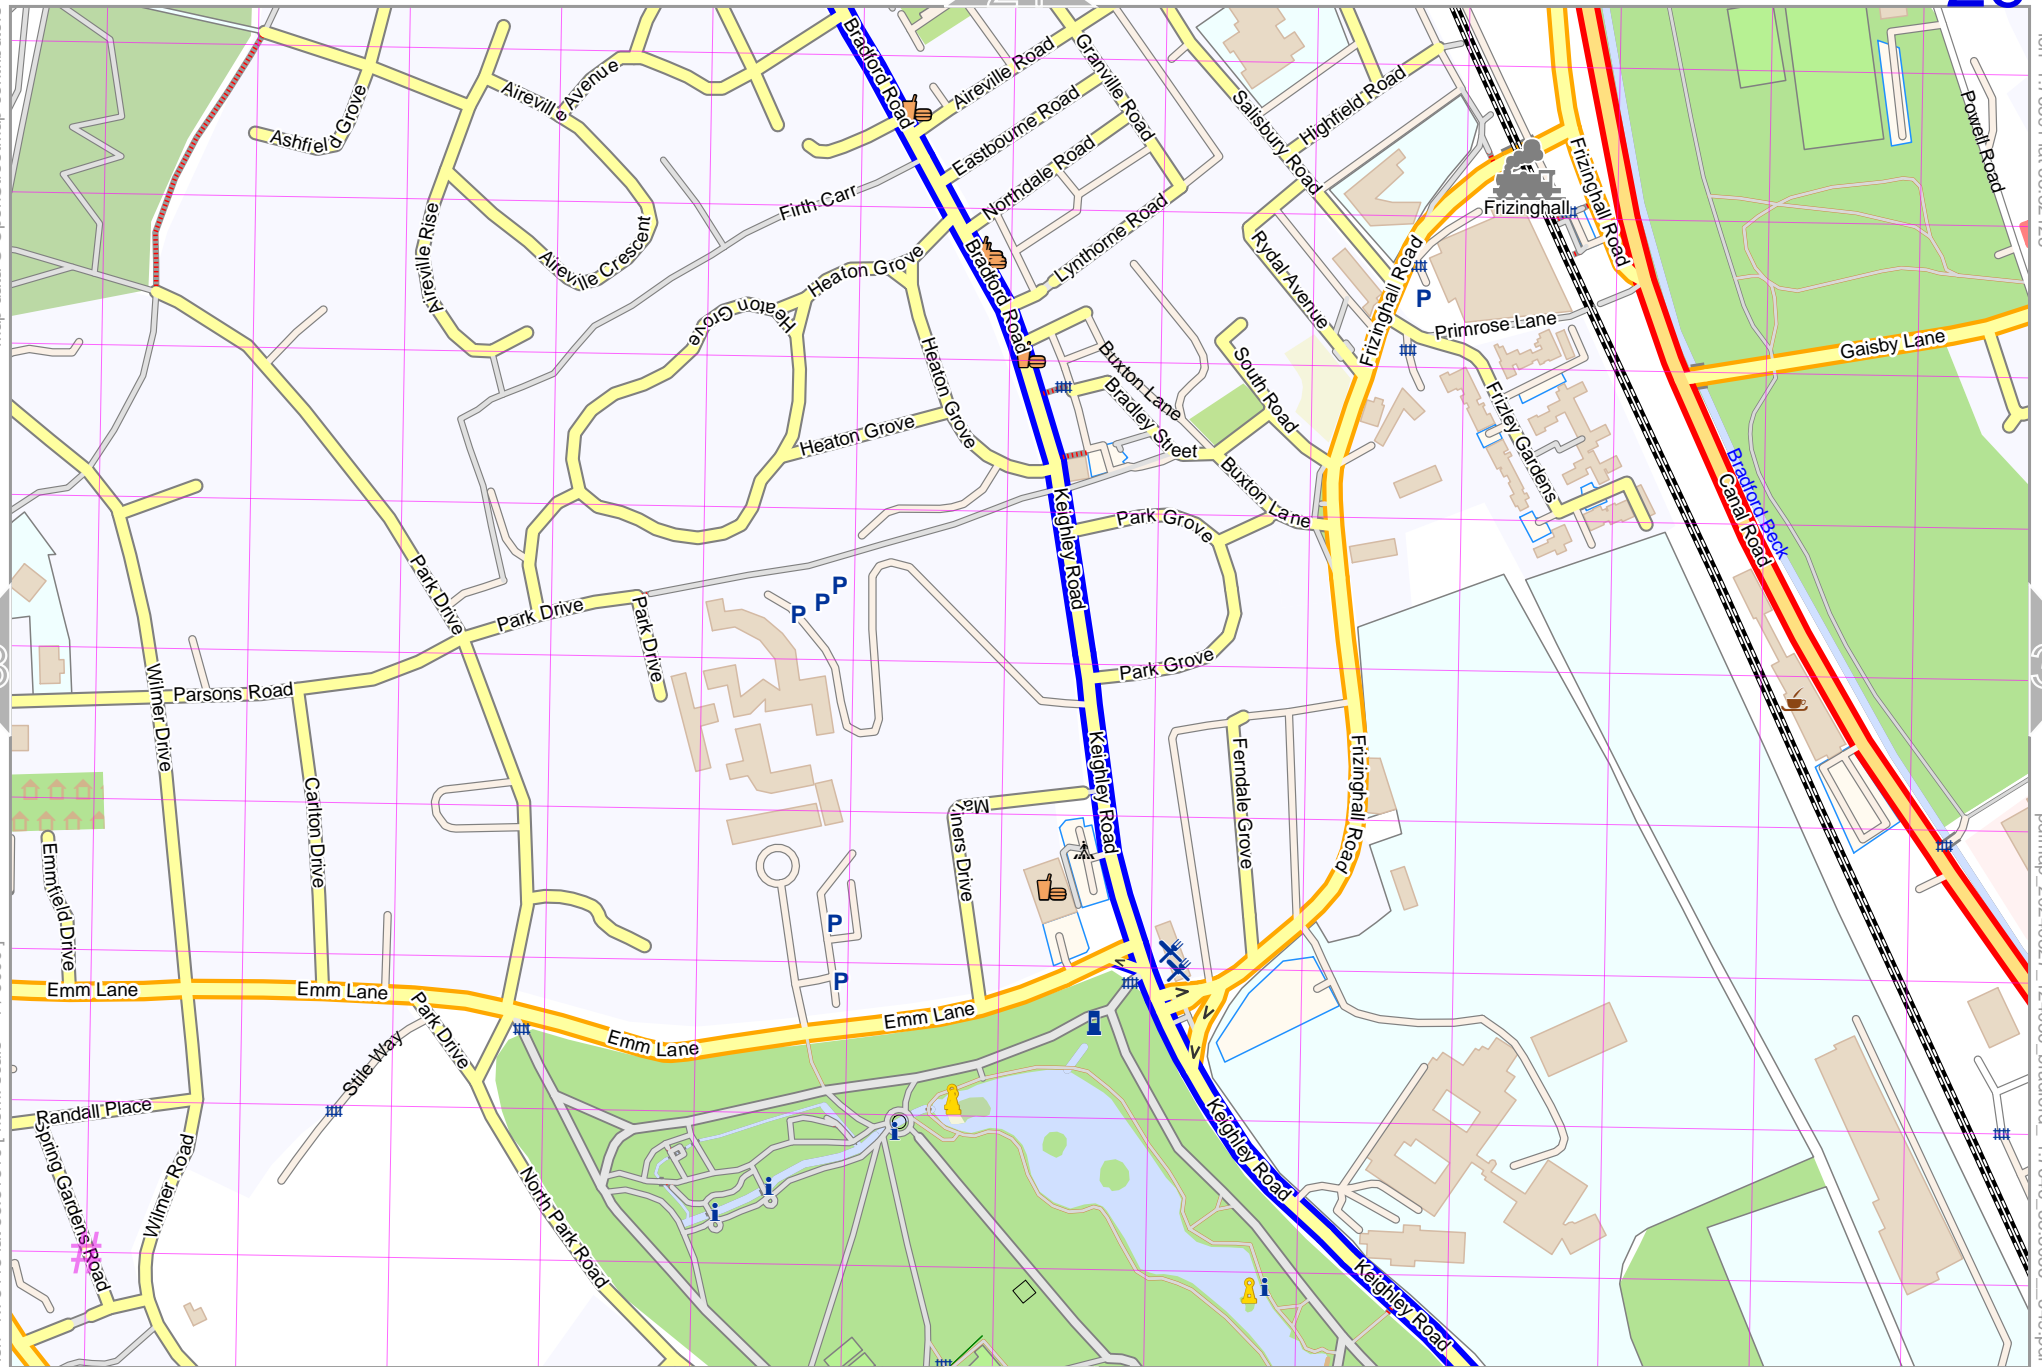 Bradford Road
Aireville Road
Granville Road
Salisbury Road
Highfield Road
Powell Road
Aireville Avenue
Ashfield Grove
Eastbourne Road
Northdale Road
Frizinghall Road
Frizinghall
Firth Carr
Lynthorne Road
Aireville Rise
Aireville Crescent
Heaton Grove
Bradford Road
Rydal Avenue
Frizinghall Road
P
Primrose Lane
Gaisby Lane
Heaton Grove
Heaton Grove
Buxton Lane
South Road
Bradley Street
Frizley Gardens
Heaton Grove
Buxton Lane
Bradford Beck
Canal Road
Keighley Road
Park Grove
Park Drive
Park Drive
Park Drive
P
P
P
Park Grove
Wilmer Drive
Parsons Road
Keighley Road
Ferndale Grove
Frizinghall Road
Carlton Drive
Mariners Drive
Emmfield Drive
P
P
Emm Lane
Emm Lane
Emm Lane
Emm Lane
Park Drive
Stile Way
Randall Place
Spring Gardens Road
Wilmer Road
North Park Road
Keighley Road
Keighley Road
i
i
i
i
#